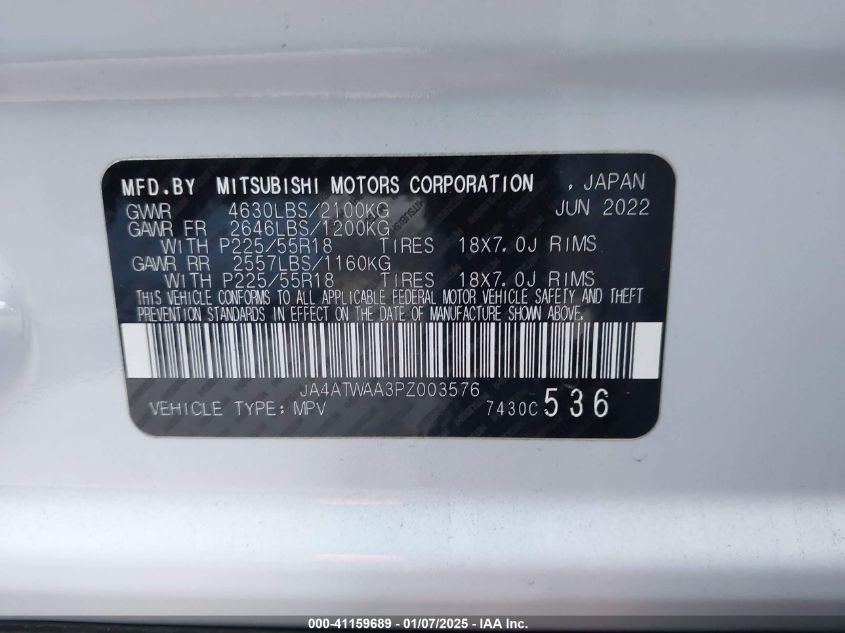 MFD.BY MITSUBISHI MOTORS CORPORATION , JAPAN
GVWR 4630LBS/2100KG JUN 2022
GAWR FR 2646LBS/1200KG
WITH P225/55R18 TIRES 18X7.0J RIMS
GAWR RR 2557LBS/1160KG
WITH P225/55R18 TIRES 18X7.0J RIMS
THIS VEHICLE CONFORMS TO ALL APPLICABLE FEDERAL MOTOR VEHICLE SAFETY AND THEFT
PREVENTION STANDARDS IN EFFECT ON THE DATE OF MANUFACTURE SHOWN ABOVE.
JA4ATWAA3PZ003576
VEHICLE TYPE: MPV 7430C 536
000-41159689 - 01/07/2025 - IAA Inc.